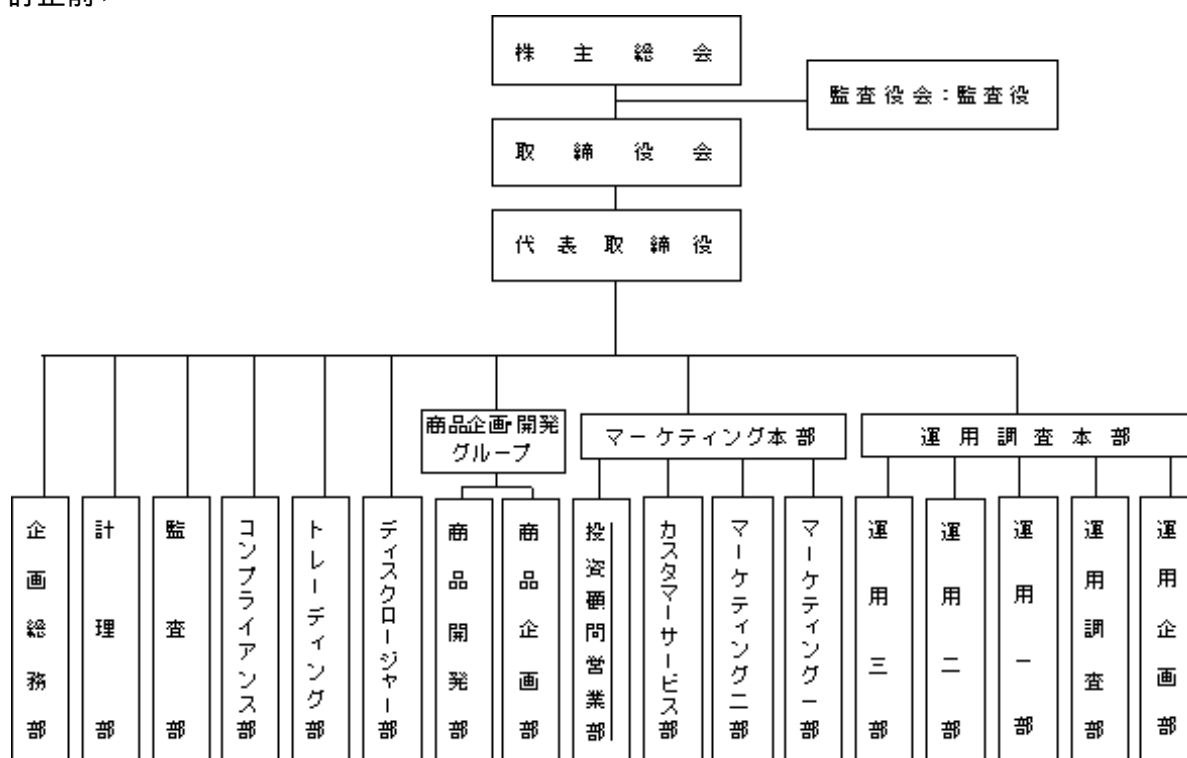 株主総会
監査役会：監査役
取締役会
代表取締役
商品企画・開発
グループ
マーケティング本部
運用調査本部
企画総務部
計理部
監査部
コンプライアンス部
トレーディング部
ディスクロージャー部
商品開発部
商品企画部
投資顧問営業部
カスタマーサービス部
マーケティング二部
マーケティング一部
運用三部
運用二部
運用一部
運用調査部
運用企画部